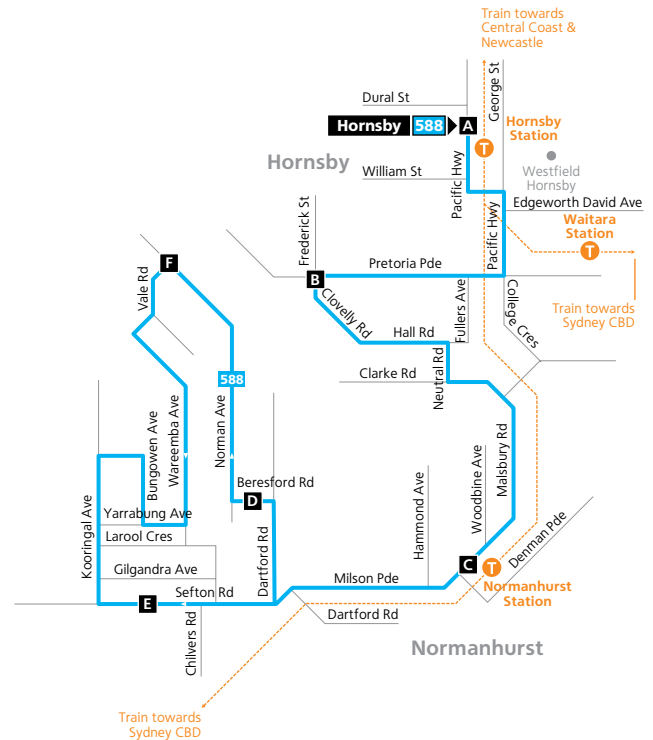 Train towards
Central Coast &
Newcastle
George St
Dural St
Hornsby 588 A
Hornsby
Station
T
Hornsby
Westfield
Hornsby
William St
Pacific Hwy
Edgeworth David Ave
Frederick St
Pacific Hwy
Waitara
Station
T
F
Pretoria Pde
B
Vale Rd
Clovelly Rd
Fullers Ave
College Cres
Train towards
Sydney CBD
Hall Rd
Neutral Rd
Clarke Rd
588
Bungowen Ave
Wareemba Ave
Norman Ave
Malsbury Rd
Woodbine Ave
Hammond Ave
Beresford Rd
D
Kooringal Ave
Yarrabung Ave
Larool Cres
Dartford Rd
Denman Pde
C
T
Gilgandra Ave
Milson Pde
Normanhurst
Station
Sefton Rd
E
Dartford Rd
Chilvers Rd
Normanhurst
Train towards
Sydney CBD